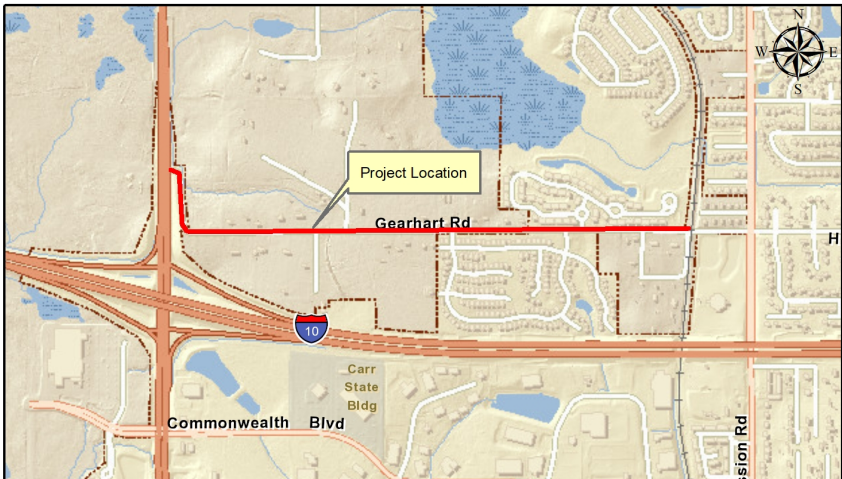 N
W E
S
Project Location
Gearhart Rd
H
10
Carr
State
Bldg
Commonwealth Blvd
ssion Rd